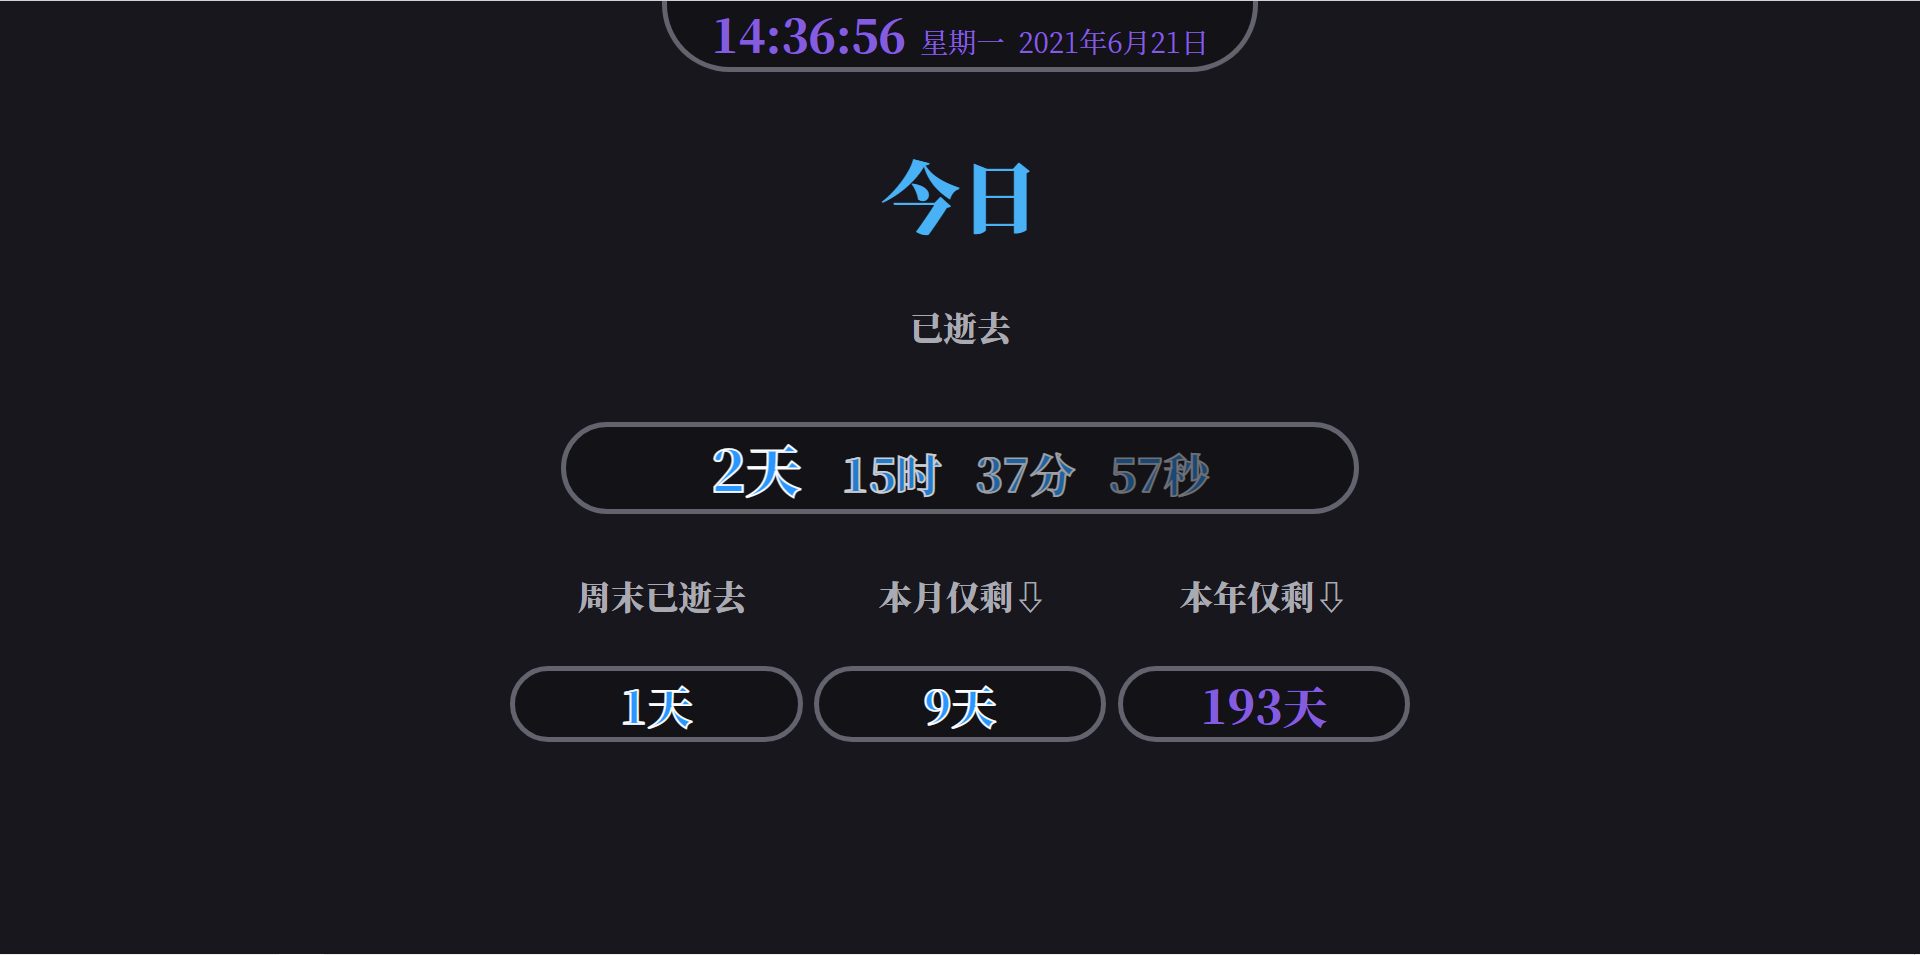 14:36:56 星期一 2021年6月21日
今日
已逝去
2天 15时 37分 57秒
周末已逝去 本月仅剩⇩ 本年仅剩⇩
1天 9天 193天